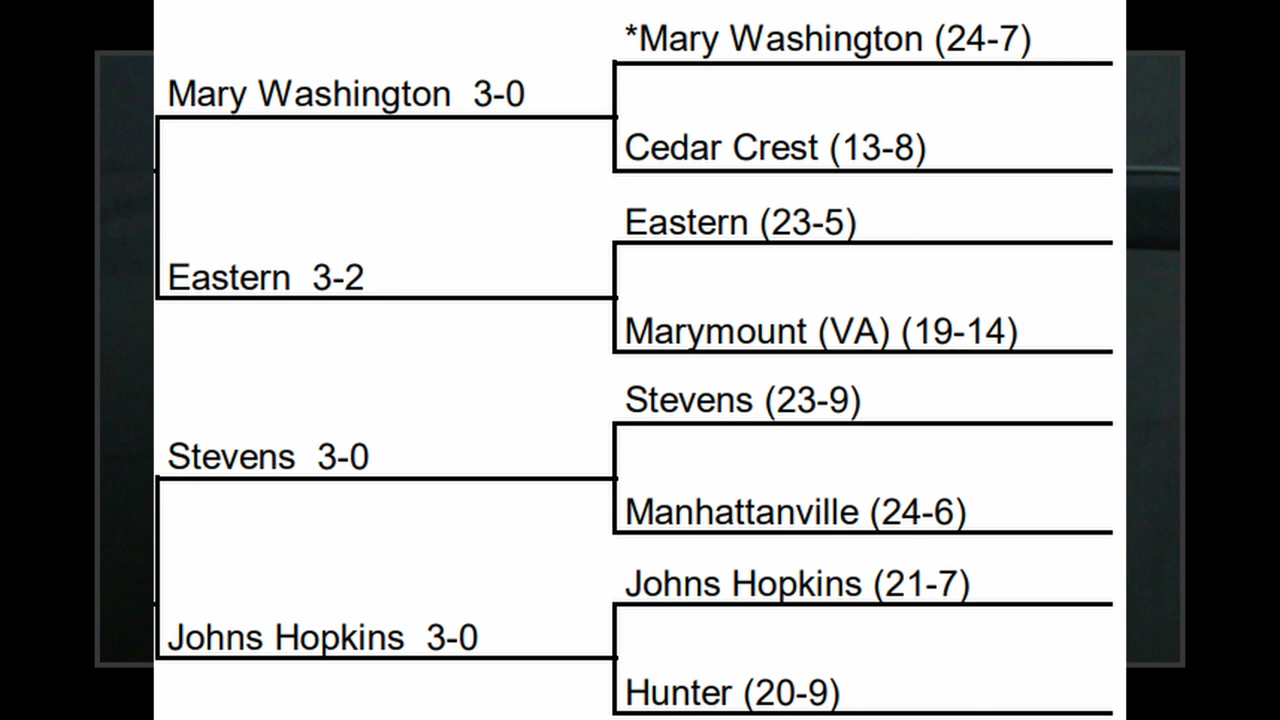 *Mary Washington (24-7)
Mary Washington  3-0
Cedar Crest (13-8)
Eastern (23-5)
Eastern  3-2
Marymount (VA) (19-14)
Stevens (23-9)
Stevens  3-0
Manhattanville (24-6)
Johns Hopkins (21-7)
Johns Hopkins  3-0
Hunter (20-9)